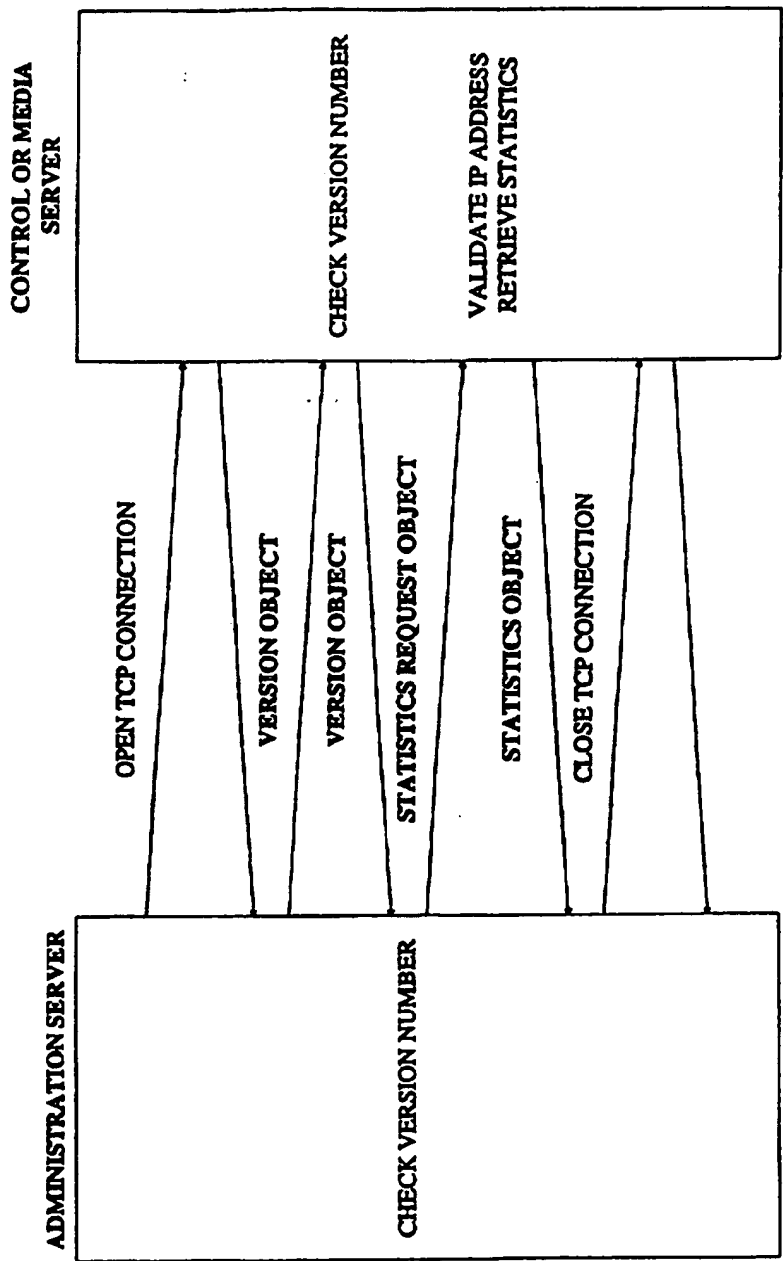 ADMINISTRATION SERVER
CONTROL OR MEDIA
SERVER
OPEN TCP CONNECTION
VERSION OBJECT
CHECK VERSION NUMBER
VERSION OBJECT
CHECK VERSION NUMBER
STATISTICS REQUEST OBJECT
VALIDATE IP ADDRESS
RETRIEVE STATISTICS
STATISTICS OBJECT
CLOSE TCP CONNECTION